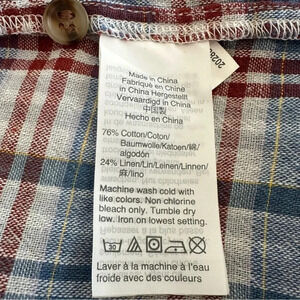 Made in China
Fabriqué en Chine
in China Hergestellt
Vervaardigd in China
中国製
Hecho en China
76% Cotton/Coton/
Baumwolle/Katoen/綿/
algodón
24% Linen/Lin/Leinen/Linnen/
麻/lino
Machine wash cold with
like colors. Non chlorine
bleach only. Tumble dry
low. Iron on lowest setting.
30
Laver à la machine à l'eau
froide avec des couleurs